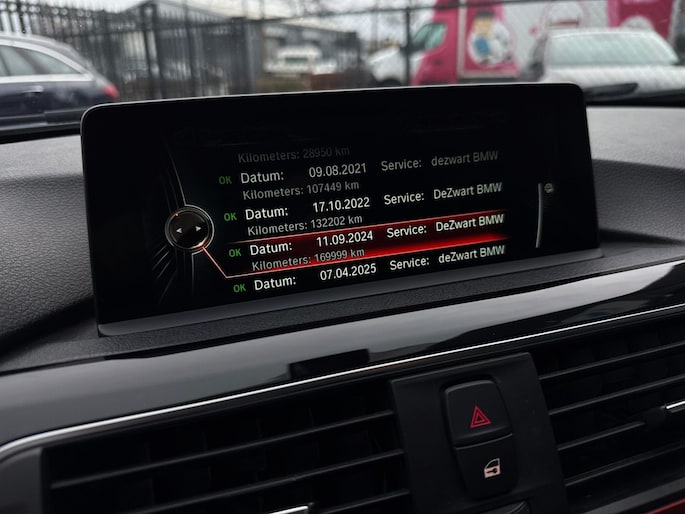 Kilometers: 28950 km
OK Datum: 09.08.2021 Service: dezwart BMW
Kilometers: 107449 km
OK Datum: 17.10.2022 Service: DeZwart BMW
Kilometers: 132202 km
OK Datum: 11.09.2024 Service: DeZwart BMW
Kilometers: 169999 km
OK Datum: 07.04.2025 Service: deZwart BMW